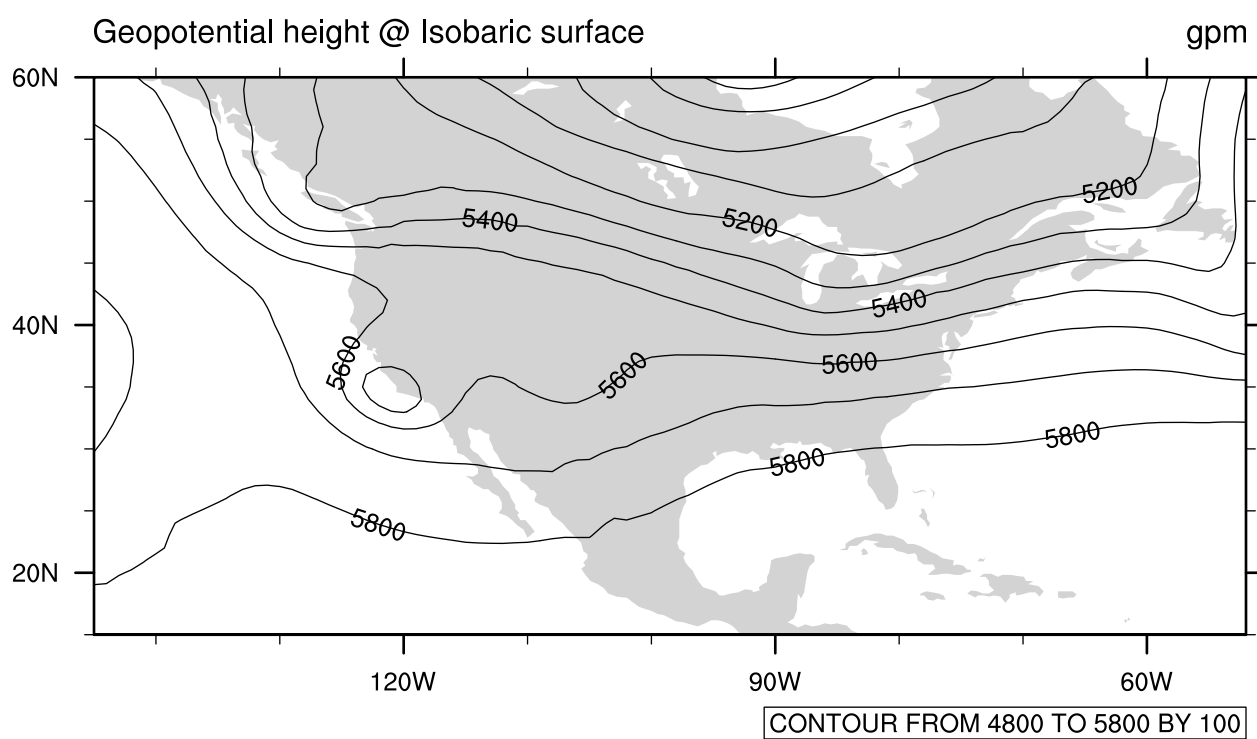 Geopotential height @ Isobaric surface
gpm
60N
40N
20N
5200
5200
5400
5400
5600
5600
5600
5800
5800
5800
120W
90W
60W
CONTOUR FROM 4800 TO 5800 BY 100